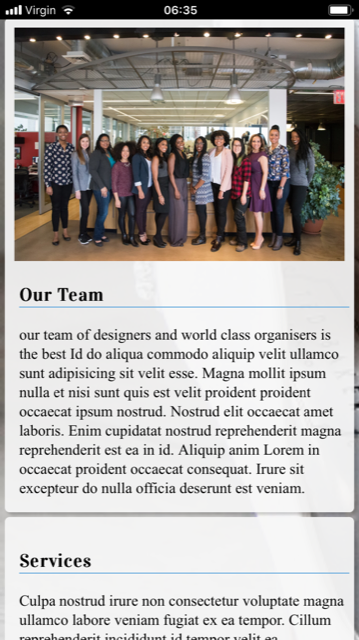 Virgin 06:35
Our Team
our team of designers and world class organisers is
the best Id do aliqua commodo aliquip velit ullamco
sunt adipisicing sit velit esse. Magna mollit ipsum
nulla et nisi sunt quis est velit proident proident
occaecat ipsum nostrud. Nostrud elit occaecat amet
laboris. Enim cupidatat nostrud reprehenderit magna
reprehenderit est ea in id. Aliquip anim Lorem in
occaecat proident occaecat consequat. Irure sit
excepteur do nulla officia deserunt est veniam.
Services
Culpa nostrud irure non consectetur voluptate magna
ullamco labore veniam fugiat ex ea tempor. Cillum
reprehenderit incididunt id tempor velit ea